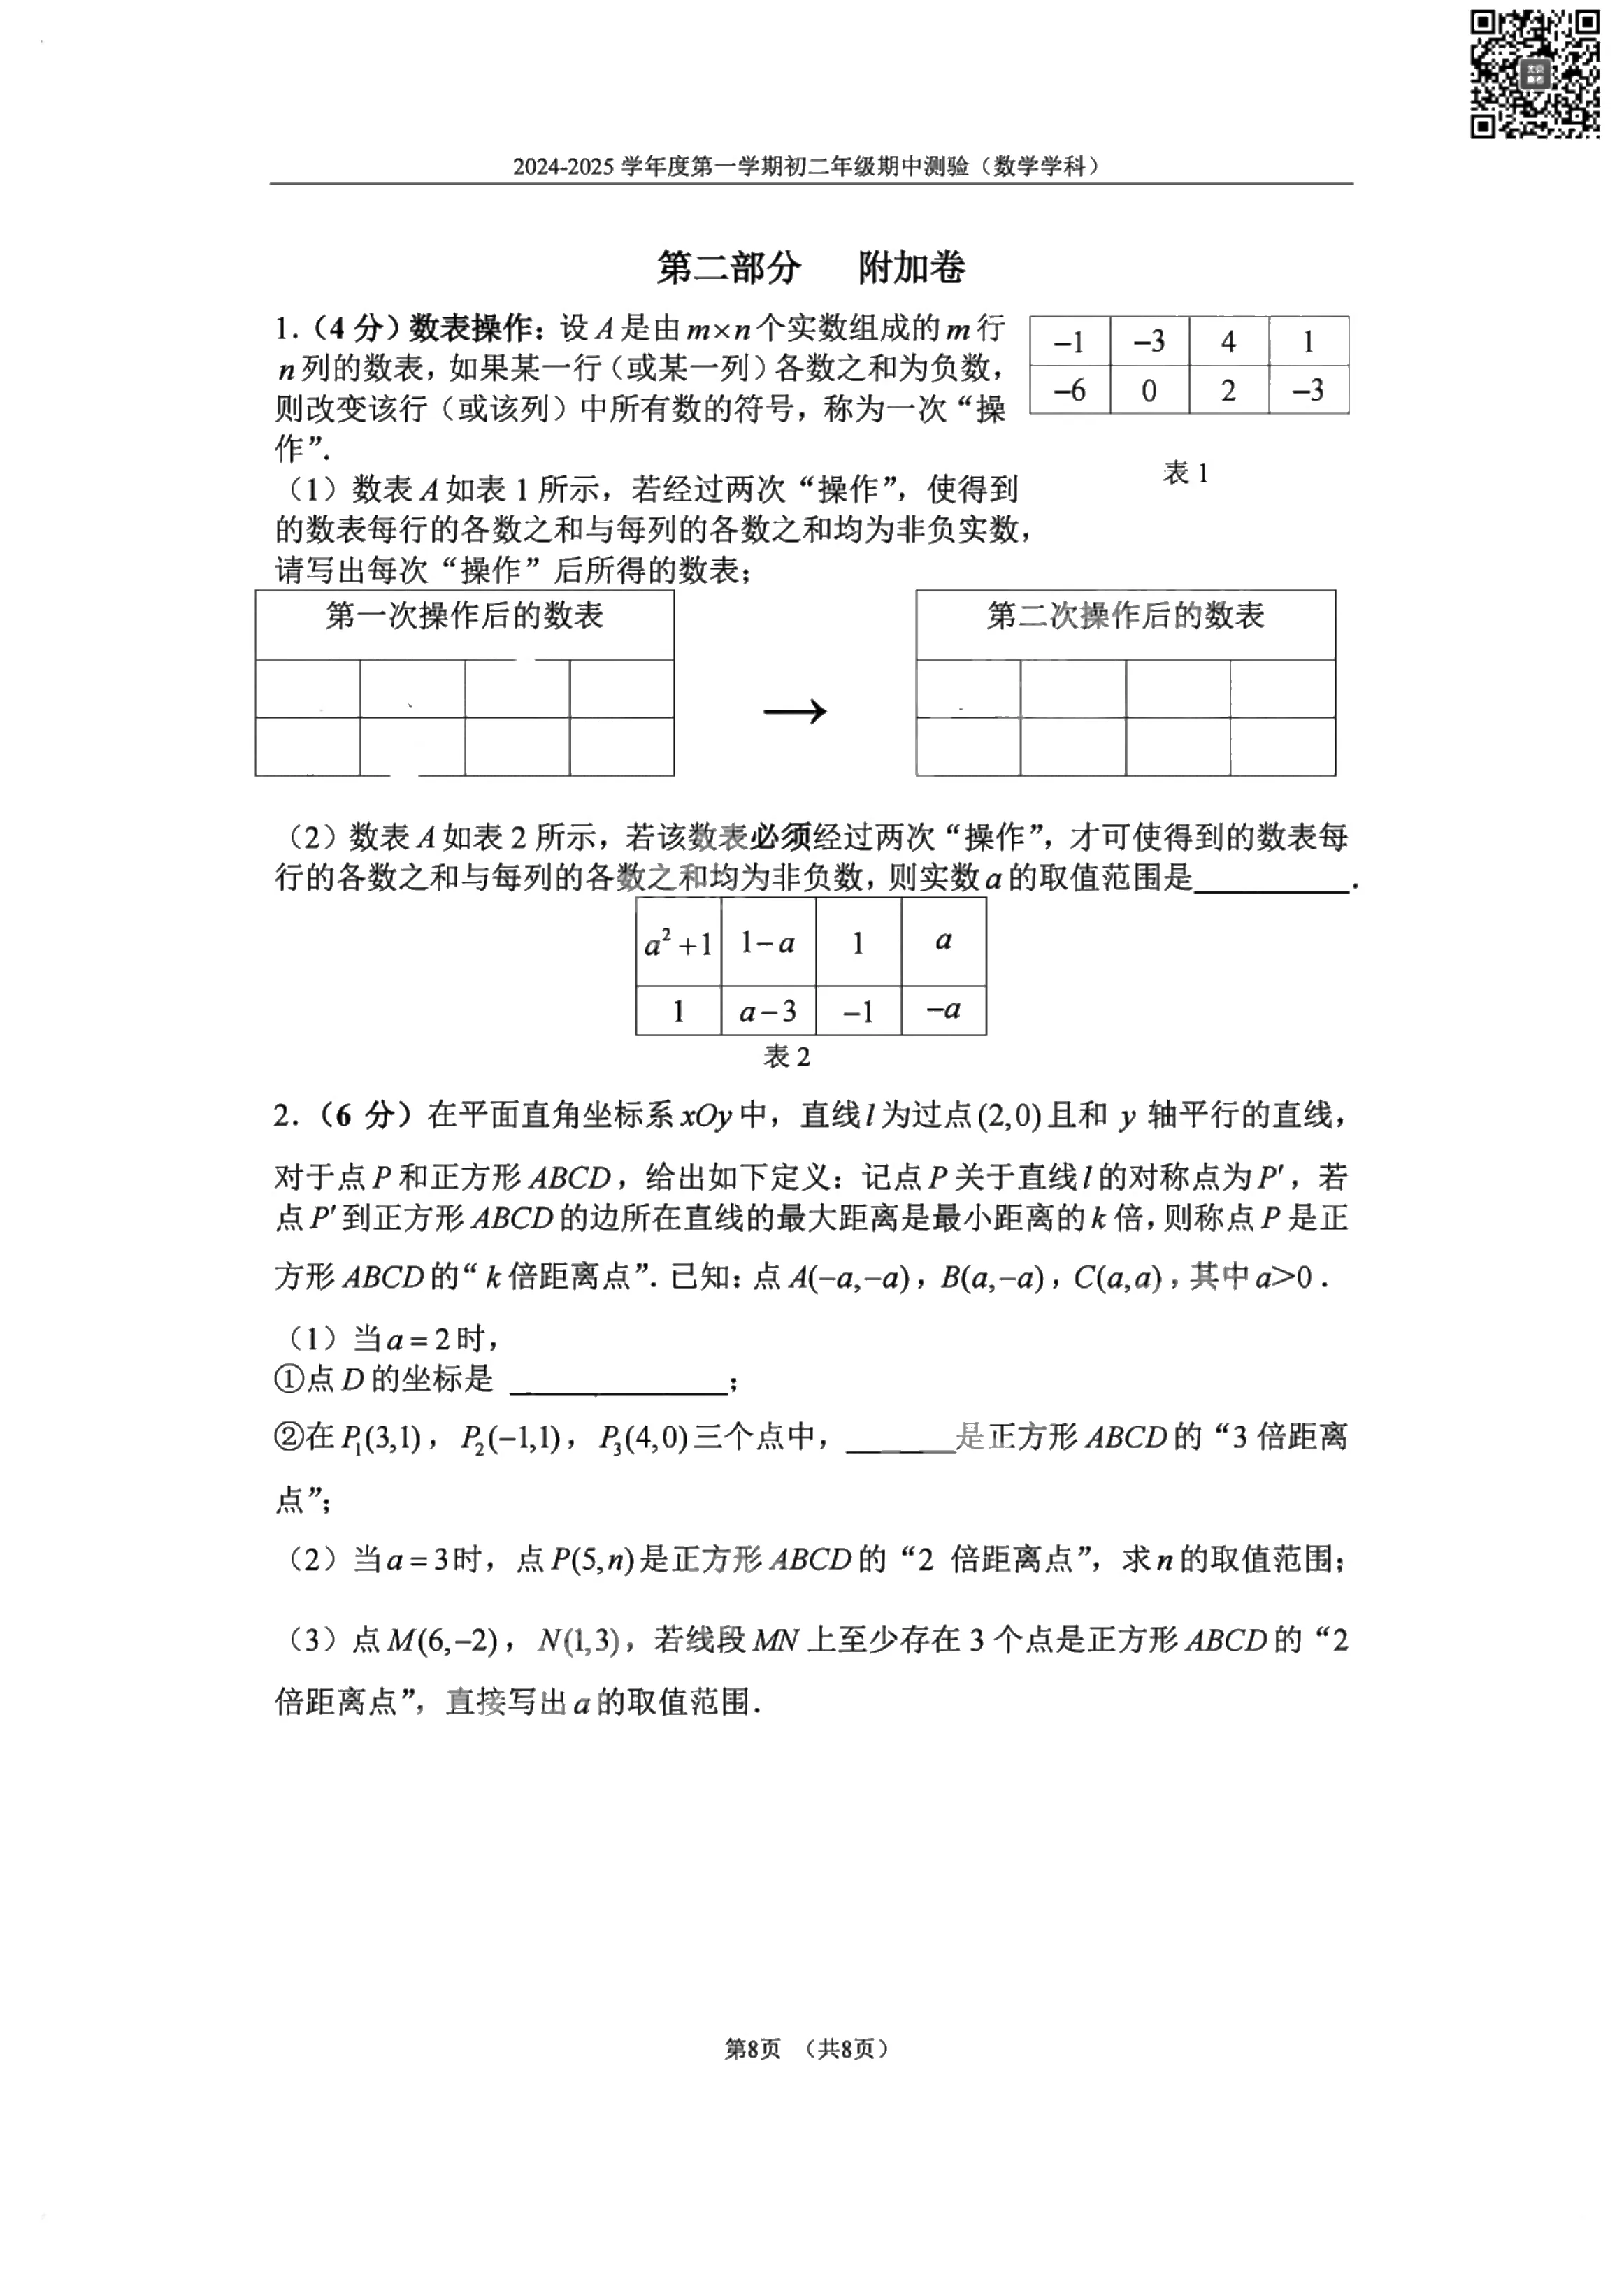 2024-2025 学年度第一学期初二年级期中测验（数学学科）
第二部分 附加卷
1.（4 分）数表操作：设 A 是由 m×n 个实数组成的 m 行
n 列的数表，如果某一行（或某一列）各数之和为负数，
则改变该行（或该列）中所有数的符号，称为一次“操
作”.
−1 −3 4 1
−6 0 2 −3
表 1
（1）数表 A 如表 1 所示，若经过两次“操作”，使得到
的数表每行的各数之和与每列的各数之和均为非负实数，
请写出每次“操作”后所得的数表；
第一次操作后的数表
→
第二次操作后的数表
（2）数表 A 如表 2 所示，若该数表必须经过两次“操作”，才可使得到的数表每
行的各数之和与每列的各数之和均为非负数，则实数 a 的取值范围是__________.
a²+1 1−a 1 a
1 a−3 −1 −a
表 2
2.（6 分）在平面直角坐标系 xOy 中，直线 l 为过点(2,0)且和 y 轴平行的直线，
对于点 P 和正方形 ABCD，给出如下定义：记点 P 关于直线 l 的对称点为 P′，若
点 P′ 到正方形 ABCD 的边所在直线的最大距离是最小距离的 k 倍，则称点 P 是正
方形 ABCD 的“ k 倍距离点”. 已知：点 A(−a,−a)，B(a,−a)，C(a,a)，其中 a>0 .
（1）当 a=2 时，
①点 D 的坐标是 ______________；
②在 P₁(3,1)，P₂(−1,1)，P₃(4,0)三个点中，_______是正方形 ABCD 的“3 倍距离
点”；
（2）当 a=3 时，点 P(5,n)是正方形 ABCD 的“2 倍距离点”，求 n 的取值范围；
（3）点 M(6,−2)，N(1,3)，若线段 MN 上至少存在 3 个点是正方形 ABCD 的“2
倍距离点”，直接写出 a 的取值范围.
第8页 （共8页）